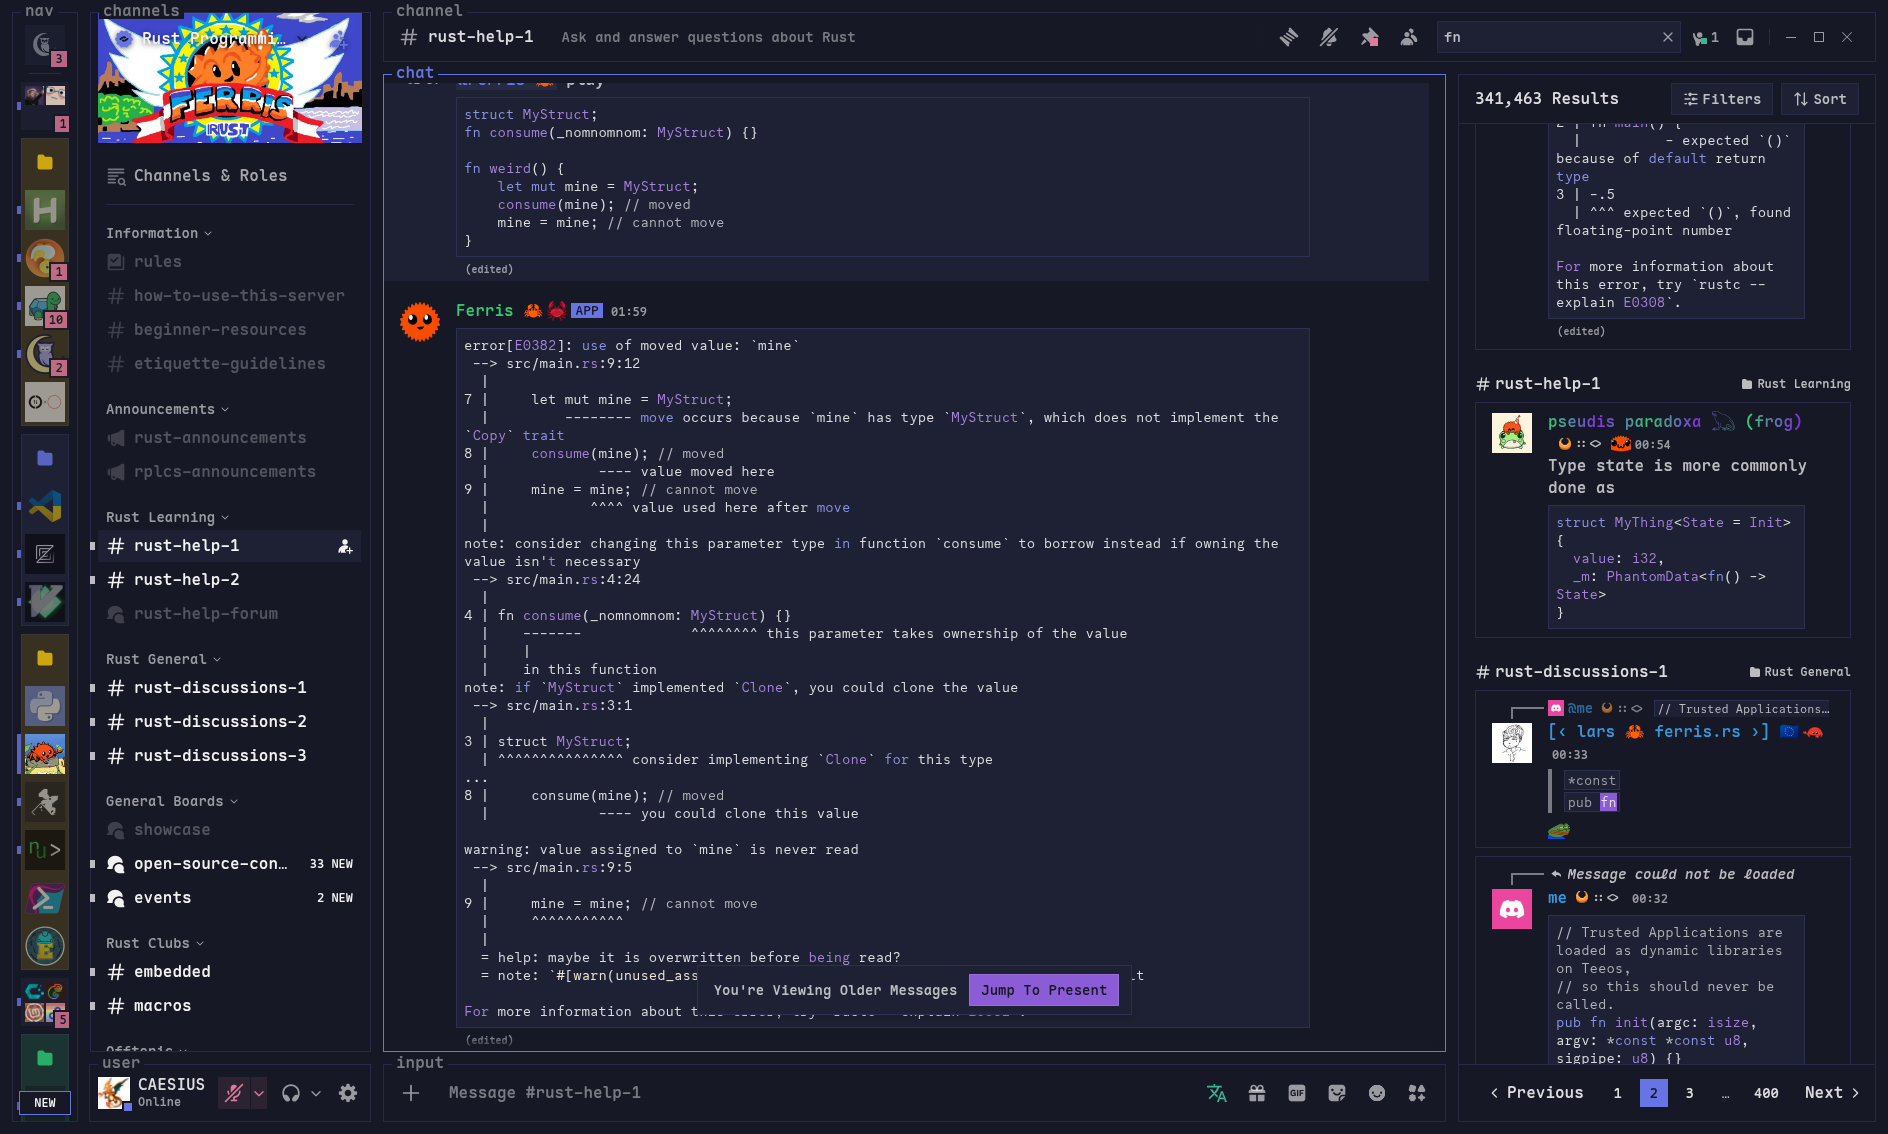 nav
3
1
1
10
2
5
NEW
channels
Rust Programmi…
FERRIS
RUST
Channels & Roles
Information
rules
# how-to-use-this-server
# beginner-resources
# etiquette-guidelines
Announcements
rust-announcements
rplcs-announcements
Rust Learning
# rust-help-1
# rust-help-2
rust-help-forum
Rust General
# rust-discussions-1
# rust-discussions-2
# rust-discussions-3
General Boards
showcase
open-source-con… 33 NEW
events 2 NEW
Rust Clubs
# embedded
# macros
Offtopic
user
CAESIUS
Online
channel
# rust-help-1 Ask and answer questions about Rust
fn
1
chat
play
struct MyStruct;
fn consume(_nomnomnom: MyStruct) {}
fn weird() {
    let mut mine = MyStruct;
    consume(mine); // moved
    mine = mine; // cannot move
}
(edited)
Ferris APP 01:59
error[E0382]: use of moved value: `mine`
 --> src/main.rs:9:12
  |
7 |     let mut mine = MyStruct;
  |         -------- move occurs because `mine` has type `MyStruct`, which does not implement the
`Copy` trait
8 |     consume(mine); // moved
  |             ---- value moved here
9 |     mine = mine; // cannot move
  |            ^^^^ value used here after move
  |
note: consider changing this parameter type in function `consume` to borrow instead if owning the
value isn't necessary
 --> src/main.rs:4:24
  |
4 | fn consume(_nomnomnom: MyStruct) {}
  |    -------             ^^^^^^^^ this parameter takes ownership of the value
  |    |
  |    in this function
note: if `MyStruct` implemented `Clone`, you could clone the value
 --> src/main.rs:3:1
  |
3 | struct MyStruct;
  | ^^^^^^^^^^^^^^^ consider implementing `Clone` for this type
...
8 |     consume(mine); // moved
  |             ---- you could clone this value
warning: value assigned to `mine` is never read
 --> src/main.rs:9:5
  |
9 |     mine = mine; // cannot move
  |     ^^^^^^^^^^^
  |
  = help: maybe it is overwritten before being read?
  = note: `#[warn(unused_ass
You're Viewing Older Messages Jump To Present
For more information about
(edited)
input
Message #rust-help-1
GIF
341,463 Results Filters Sort
2 | fn main() {
  |          - expected `()`
because of default return
type
3 | -.5
  | ^^^ expected `()`, found
floating-point number
For more information about
this error, try `rustc --
explain E0308`.
(edited)
# rust-help-1 Rust Learning
pseudis paradoxa (frog)
:: <> 00:54
Type state is more commonly
done as
struct MyThing<State = Init>
{
  value: i32,
  _m: PhantomData<fn() ->
State>
}
# rust-discussions-1 Rust General
@me :: <> // Trusted Applications…
[‹ lars ferris.rs ›]
00:33
*const
pub fn
Message could not be loaded
me :: <> 00:32
// Trusted Applications are
loaded as dynamic libraries
on Teeos,
// so this should never be
called.
pub fn init(argc: isize,
argv: *const *const u8,
sigpipe: u8) {}
< Previous 1 2 3 … 400 Next >